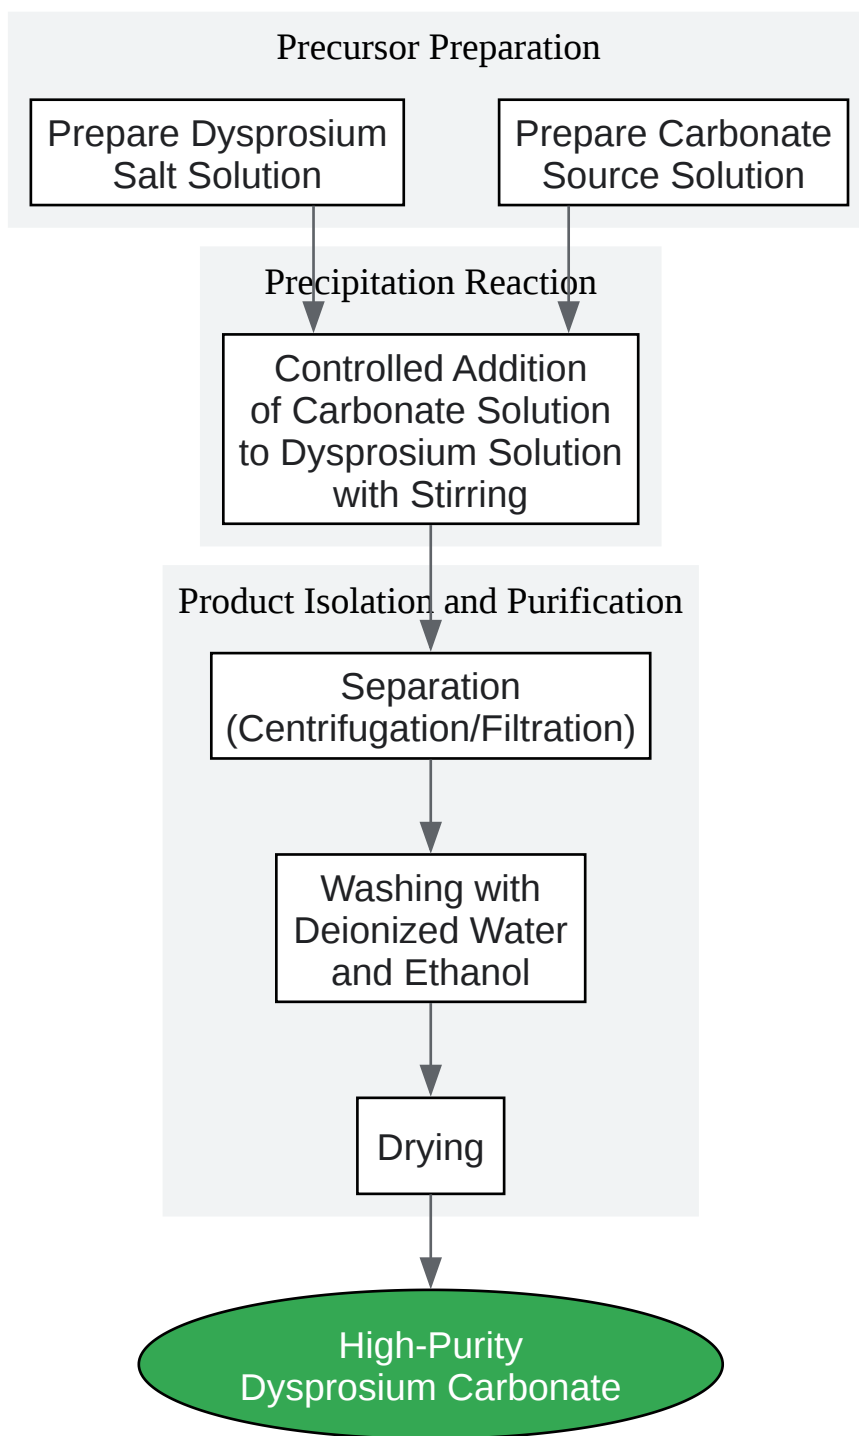 Precursor Preparation
Prepare Dysprosium
Salt Solution
Prepare Carbonate
Source Solution
Precipitation Reaction
Controlled Addition
of Carbonate Solution
to Dysprosium Solution
with Stirring
Product Isolation and Purification
Separation
(Centrifugation/Filtration)
Washing with
Deionized Water
and Ethanol
Drying
High-Purity
Dysprosium Carbonate